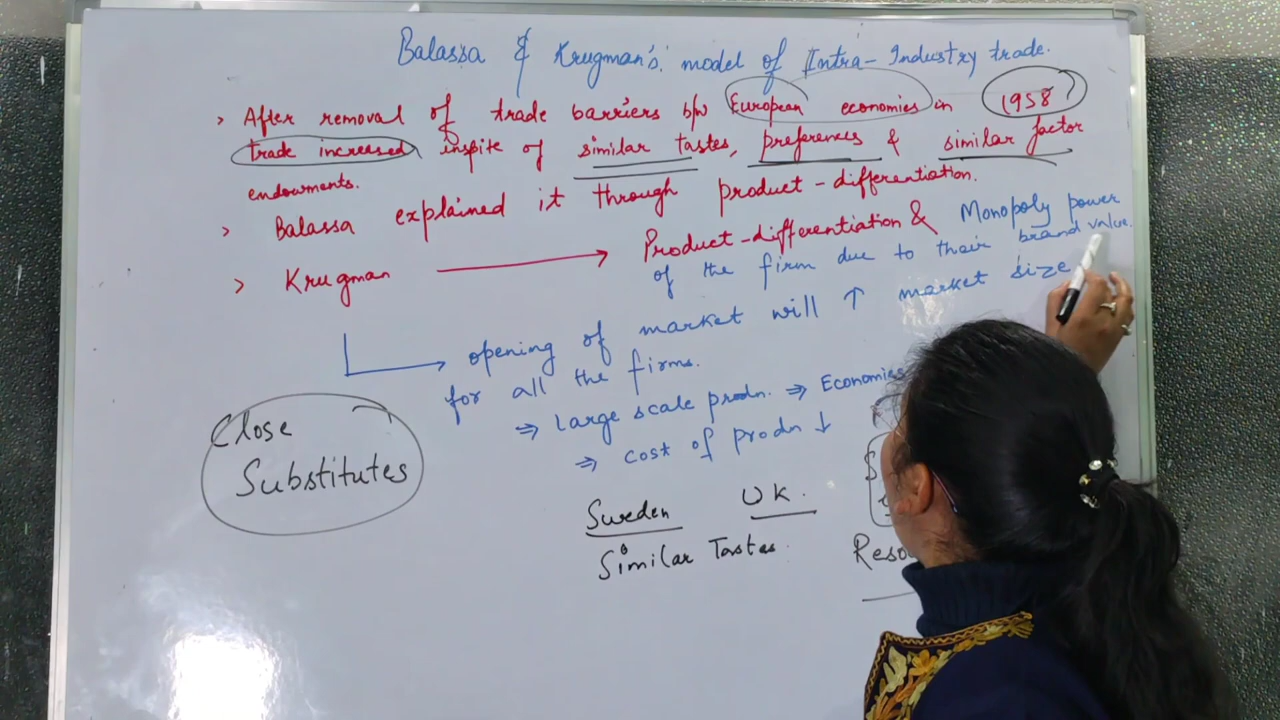 Balassa & Krugman's model of Intra-Industry trade.
> After removal of trade barriers b/w European economies in 1958
trade increased inspite of similar tastes, preferences & similar factor
endowments.
> Balassa explained it through product-differentiation.
> Krugman → Product-differentiation & Monopoly power
of the firm due to their brand value.
→ opening of market will ↑ market size
for all the firms.
⇒ Large scale prodn. ⇒ Economies
⇒ cost of prodn ↓
Close
Substitutes
Sweden UK.
Similar Tastes.